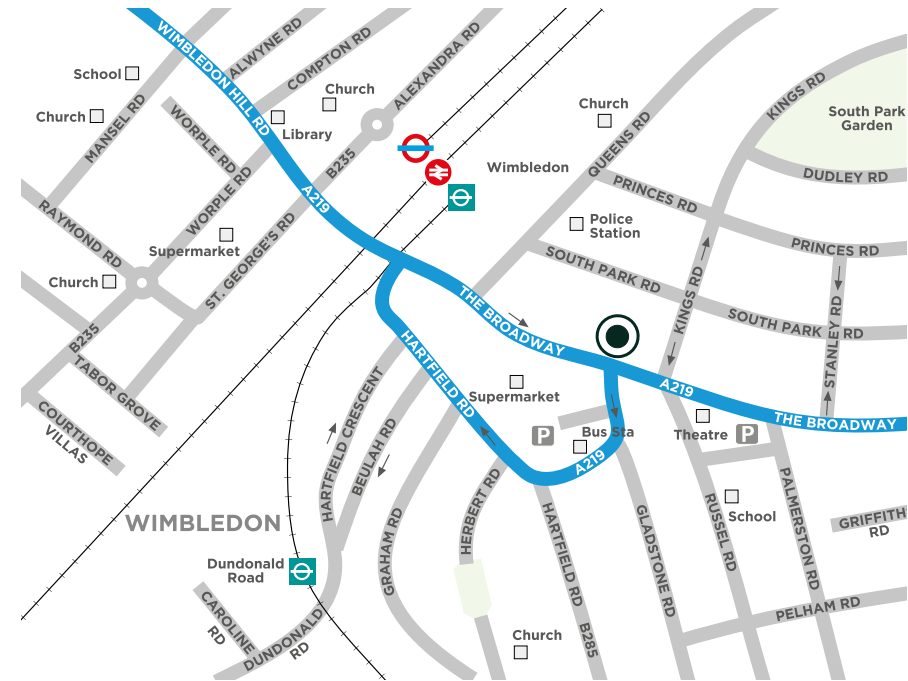 WIMBLEDON HILL RD
ALWYNE RD
COMPTON RD
ALEXANDRA RD
School
Church
MANSEL RD
Church
Library
WORPLE RD
WORPLE RD
B235
A219
Wimbledon
Church
QUEENS RD
KINGS RD
South Park
Garden
DUDLEY RD
PRINCES RD
PRINCES RD
RAYMOND RD
Supermarket
ST. GEORGE'S RD
Church
B235
TABOR GROVE
COURTHOPE
VILLAS
Police
Station
SOUTH PARK RD
KINGS RD
SOUTH PARK RD
STANLEY RD
THE BROADWAY
A219
THE BROADWAY
HARTFIELD RD
Supermarket
P
Bus Sta
A219
Theatre
P
HARTFIELD CRESCENT
BEULAH RD
School
WIMBLEDON
GRAHAM RD
HERBERT RD
HARTFIELD RD
B285
GLADSTONE RD
RUSSEL RD
PALMERSTON RD
GRIFFITH
RD
PELHAM RD
Dundonald
Road
CAROLINE
RD
DUNDONALD
RD
Church